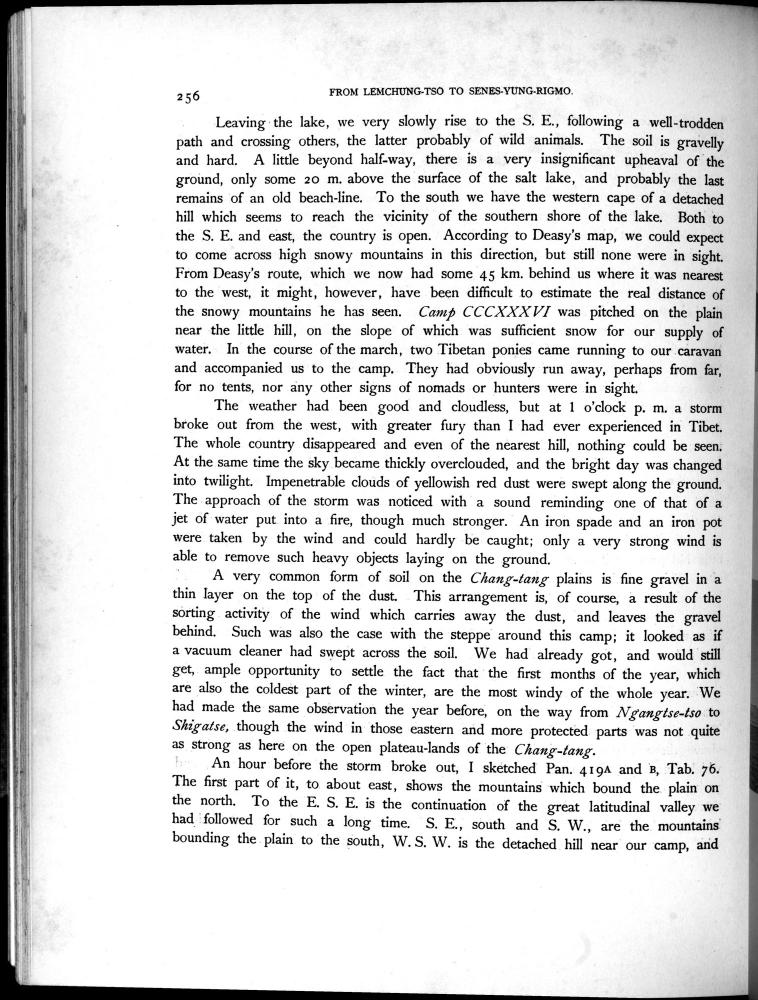 256
FROM LEMCHUNG-TSO TO SENES-YUNG-RIGMO.
Leaving the lake, we very slowly rise to the S. E., following a well-trodden
path and crossing others, the latter probably of wild animals. The soil is gravelly
and hard. A little beyond half-way, there is a very insignificant upheaval of the
ground, only some 20 m. above the surface of the salt lake, and probably the last
remains of an old beach-line. To the south we have the western cape of a detached
hill which seems to reach the vicinity of the southern shore of the lake. Both to
the S. E. and east, the country is open. According to Deasy's map, we could expect
to come across high snowy mountains in this direction, but still none were in sight.
From Deasy's route, which we now had some 45 km. behind us where it was nearest
to the west, it might, however, have been difficult to estimate the real distance of
the snowy mountains he has seen. Camp CCCXXXVI was pitched on the plain
near the little hill, on the slope of which was sufficient snow for our supply of
water. In the course of the march, two Tibetan ponies came running to our caravan
and accompanied us to the camp. They had obviously run away, perhaps from far,
for no tents, nor any other signs of nomads or hunters were in sight.
The weather had been good and cloudless, but at 1 o'clock p. m. a storm
broke out from the west, with greater fury than I had ever experienced in Tibet.
The whole country disappeared and even of the nearest hill, nothing could be seen.
At the same time the sky became thickly overclouded, and the bright day was changed
into twilight. Impenetrable clouds of yellowish red dust were swept along the ground.
The approach of the storm was noticed with a sound reminding one of that of a
jet of water put into a fire, though much stronger. An iron spade and an iron pot
were taken by the wind and could hardly be caught; only a very strong wind is
able to remove such heavy objects laying on the ground.
A very common form of soil on the Chang-tang plains is fine gravel in a
thin layer on the top of the dust. This arrangement is, of course, a result of the
sorting activity of the wind which carries away the dust, and leaves the gravel
behind. Such was also the case with the steppe around this camp; it looked as if
a vacuum cleaner had swept across the soil. We had already got, and would still
get, ample opportunity to settle the fact that the first months of the year, which
are also the coldest part of the winter, are the most windy of the whole year. We
had made the same observation the year before, on the way from Ngangtse-tso to
Shigatse, though the wind in those eastern and more protected parts was not quite
as strong as here on the open plateau-lands of the Chang-tang.
An hour before the storm broke out, I sketched Pan. 419A and B, Tab. 76.
The first part of it, to about east, shows the mountains which bound the plain on
the north. To the E. S. E. is the continuation of the great latitudinal valley we
had followed for such a long time. S. E., south and S. W., are the mountains
bounding the plain to the south, W. S. W. is the detached hill near our camp, and